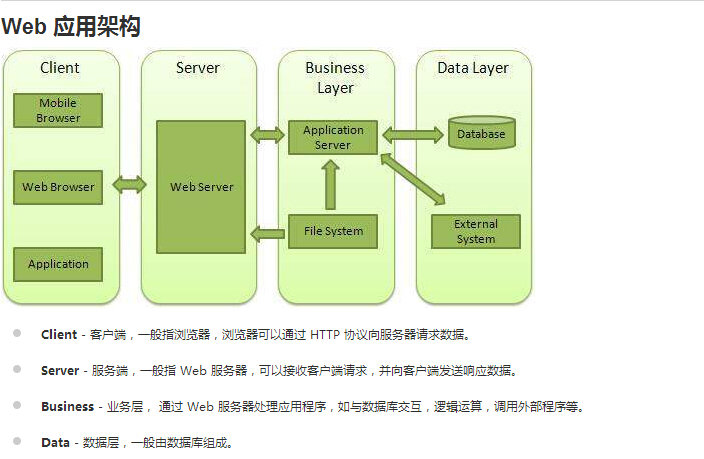 Web 应用架构
Client
Server
Business
Layer
Data Layer
Mobile
Browser
Web Browser
Application
Web Server
Application
Server
File System
Database
External
System
Client - 客户端，一般指浏览器，浏览器可以通过 HTTP 协议向服务器请求数据。
Server - 服务端，一般指 Web 服务器，可以接收客户端请求，并向客户端发送响应数据。
Business - 业务层， 通过 Web 服务器处理应用程序，如与数据库交互，逻辑运算，调用外部程序等。
Data - 数据层，一般由数据库组成。